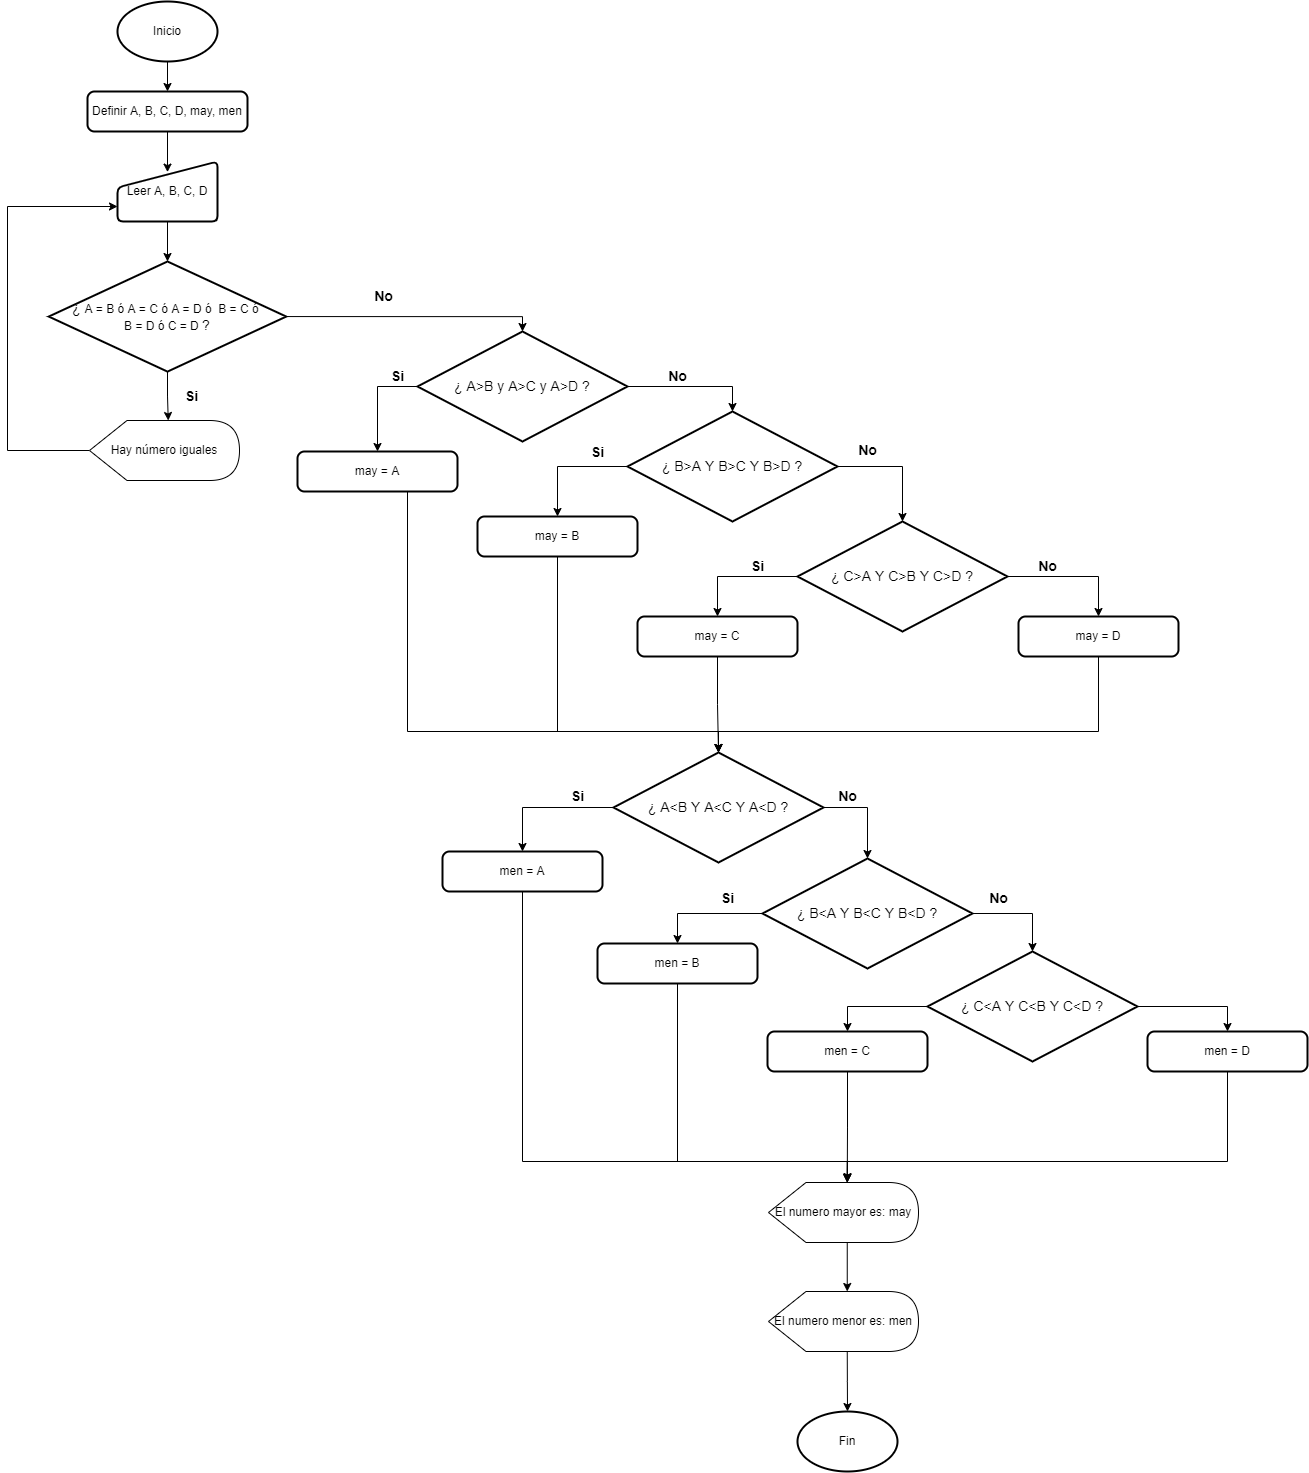 Inicio
Definir A, B, C, D, may, men
Leer A, B, C, D
¿ A = B ó A = C ó A = D ó  B = C ó
B = D ó C = D ?
No
Si
Hay número iguales
¿ A>B y A>C y A>D ?
Si
No
may = A
¿ B>A Y B>C Y B>D ?
Si
No
may = B
¿ C>A Y C>B Y C>D ?
Si
No
may = C
may = D
¿ A<B Y A<C Y A<D ?
Si
No
men = A
¿ B<A Y B<C Y B<D ?
Si
No
men = B
¿ C<A Y C<B Y C<D ?
men = C
men = D
El numero mayor es: may
El numero menor es: men
Fin